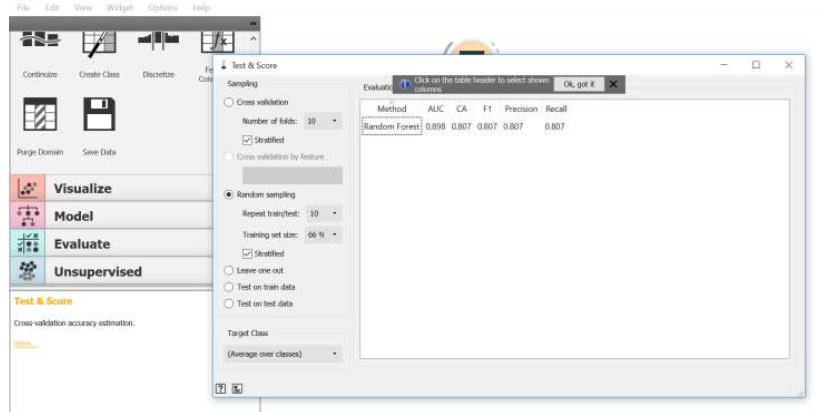 File Edit View Widget Options Help
Continuize Create Class Discretize
Purge Domain Save Data
Visualize
Model
Evaluate
Unsupervised
Test & Score
Cross-validation accuracy estimation.
more...
Test & Score
Sampling
Cross validation
Number of folds: 10
Stratified
Cross validation by feature
Random sampling
Repeat train/test: 10
Training set size: 66 %
Stratified
Leave one out
Test on train data
Test on test data
Target Class
(Average over classes)
Click on the table header to select shown
columns
Ok, got it
Method AUC CA F1 Precision Recall
Random Forest 0.898 0.807 0.807 0.807 0.807